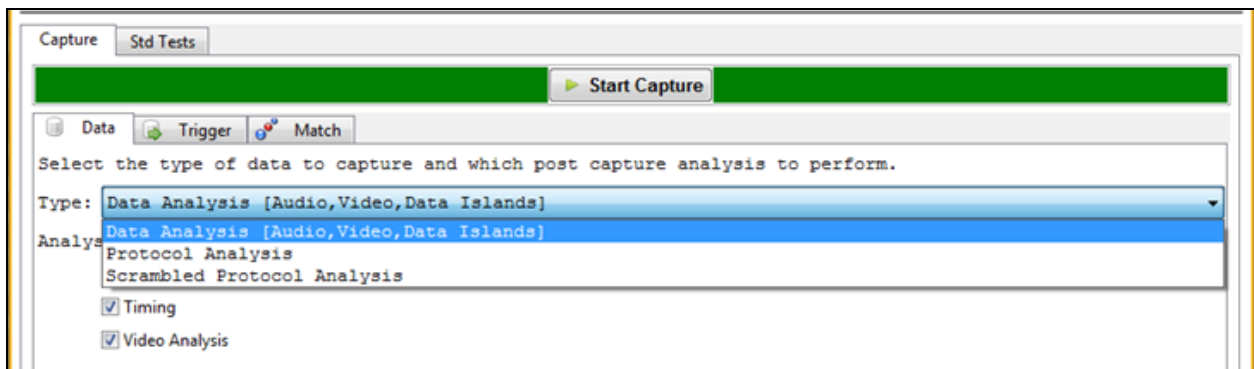 Capture Std Tests
Start Capture
Data Trigger Match
Select the type of data to capture and which post capture analysis to perform.
Type: Data Analysis [Audio,Video,Data Islands]
Data Analysis [Audio,Video,Data Islands]
Analys
Protocol Analysis
Scrambled Protocol Analysis
Timing
Video Analysis